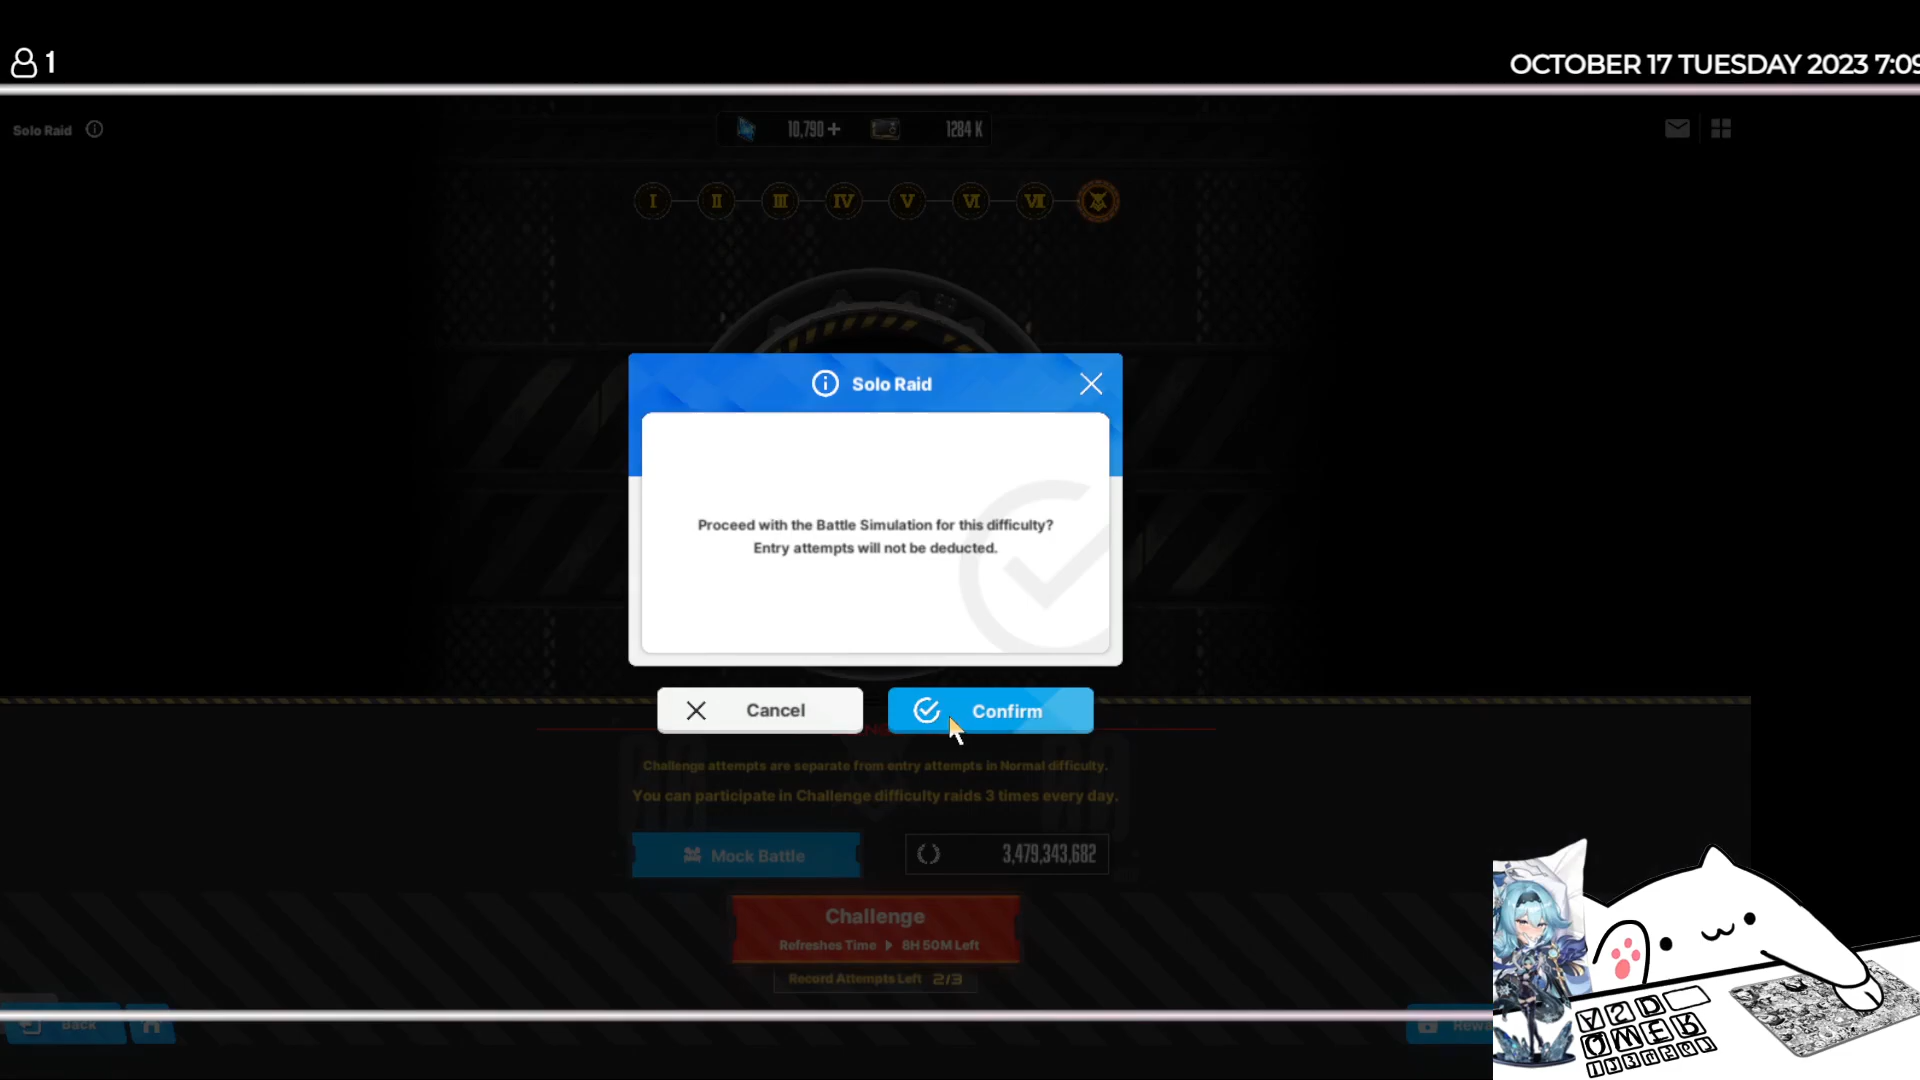 1
OCTOBER 17 TUESDAY 2023 7:09
Solo Raid
10,790
1284 K
I
II
III
IV
V
VI
VII
Solo Raid
Proceed with the Battle Simulation for this difficulty?
Entry attempts will not be deducted.
Cancel
Confirm
Challenge attempts are separate from entry attempts in Normal difficulty.
You can participate in Challenge difficulty raids 3 times every day.
Mock Battle
3,479,343,682
Challenge
Refreshes Time 8H 50M Left
Record Attempts Left 2/3
Back
A S D
Q W E R